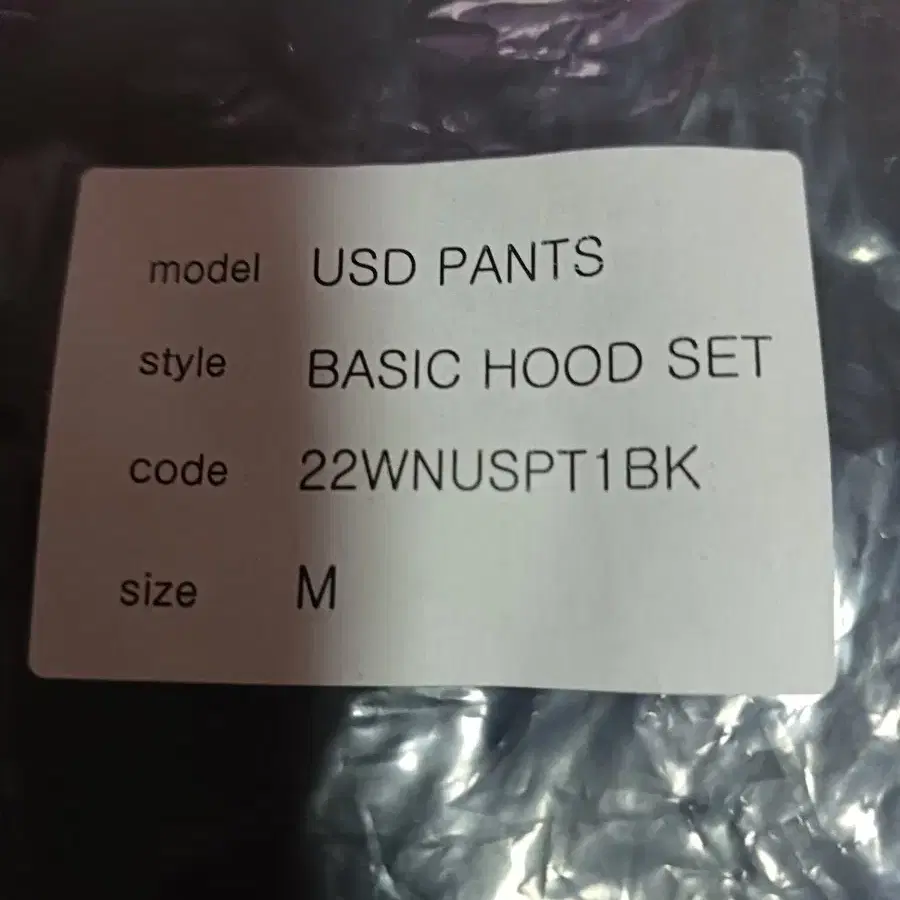 model USD PANTS
style BASIC HOOD SET
code 22WNUSPT1BK
size M